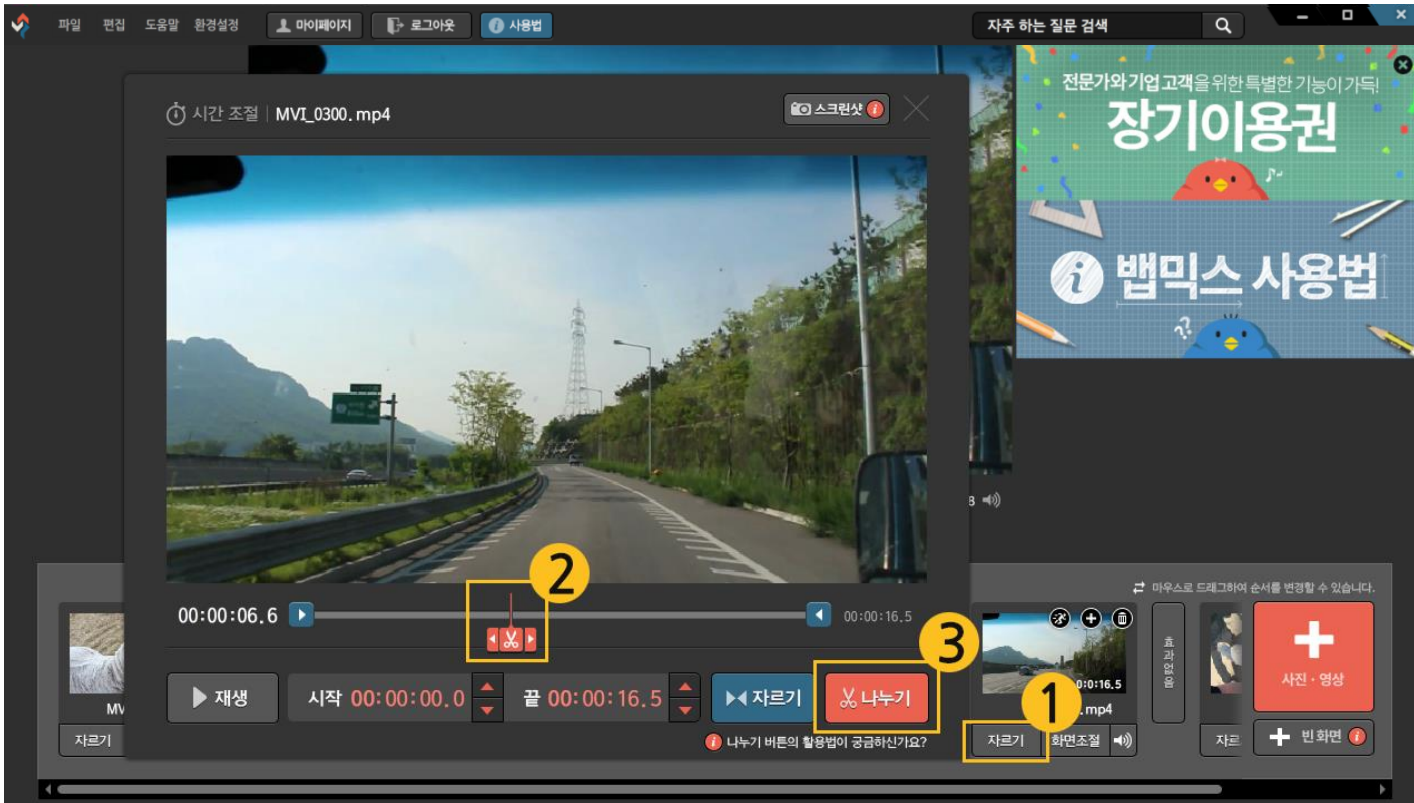 파일 편집 도움말 환경설정 마이페이지 로그아웃 사용법 자주 하는 질문 검색
전문가와 기업 고객을 위한 특별한 기능이 가득!
장기이용권
뱁믹스 사용법
??
시간 조절 | MVI_0300.mp4 스크린샷
2
00:00:06.6 00:00:16.5
3
재생 시작 00:00:00.0 끝 00:00:16.5 자르기 나누기
나누기 버튼의 활용법이 궁금하신가요?
8
마우스로 드래그하여 순서를 변경할 수 있습니다.
MV
자르기
0:0:16.5
1
.mp4
자르기 화면조절
효과없음
자르
사진·영상
빈 화면